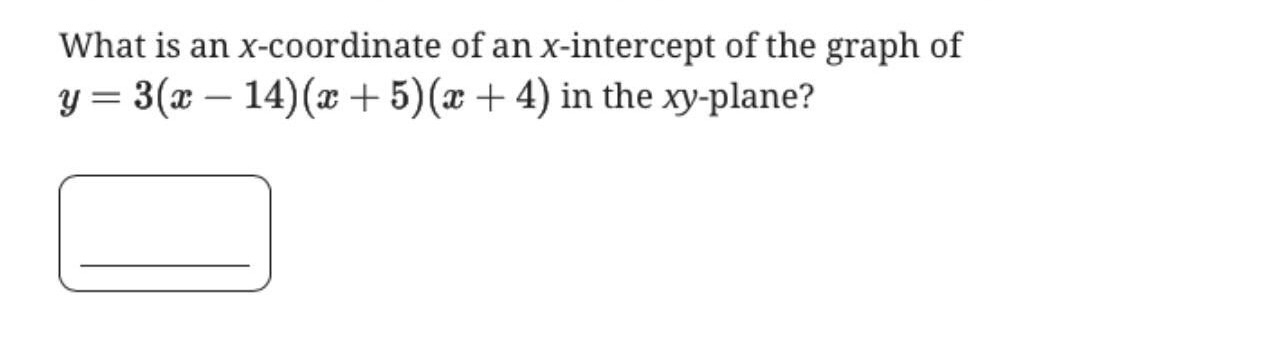 What is an x-coordinate of an x-intercept of the graph of
y = 3(x − 14)(x + 5)(x + 4) in the xy-plane?